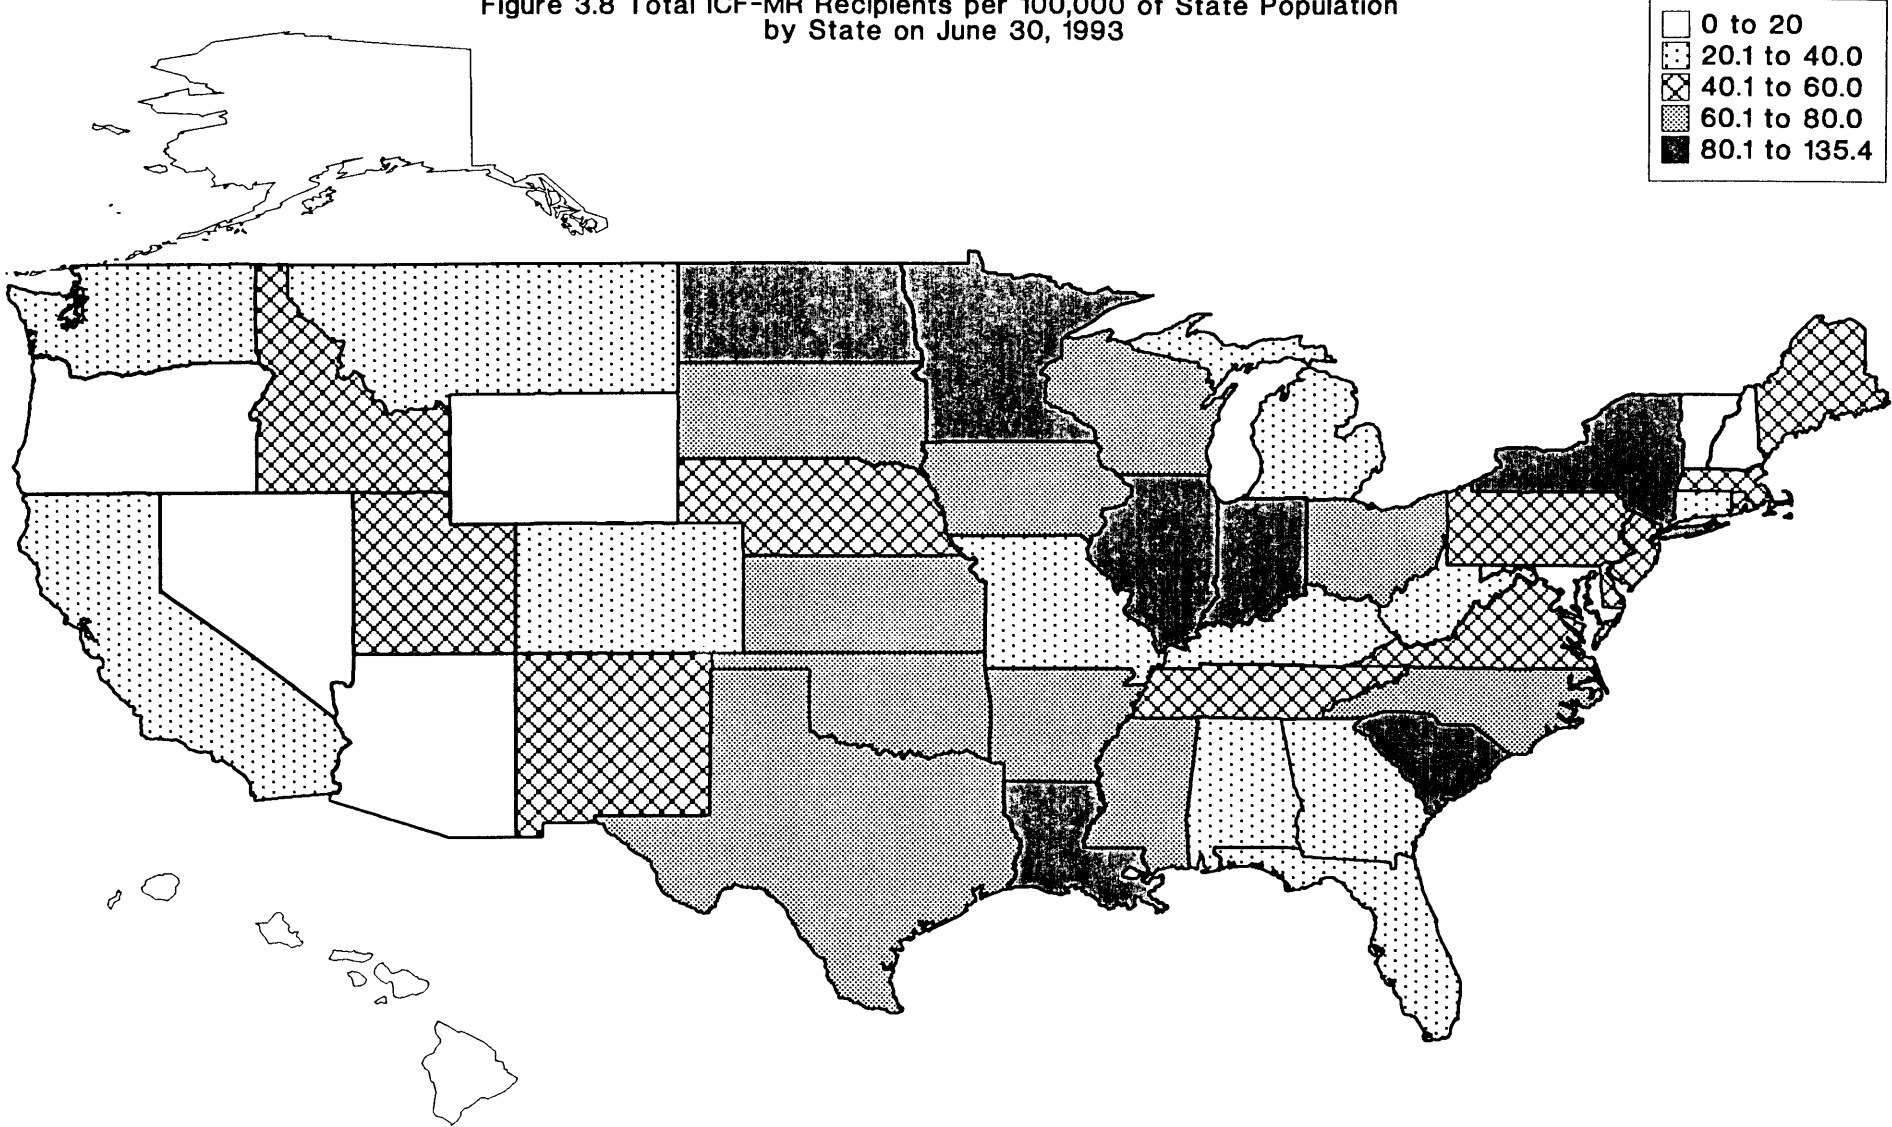 Figure 3.8 Total ICF-MR Recipients per 100,000 of State Population
by State on June 30, 1993
0 to 20
20.1 to 40.0
40.1 to 60.0
60.1 to 80.0
80.1 to 135.4